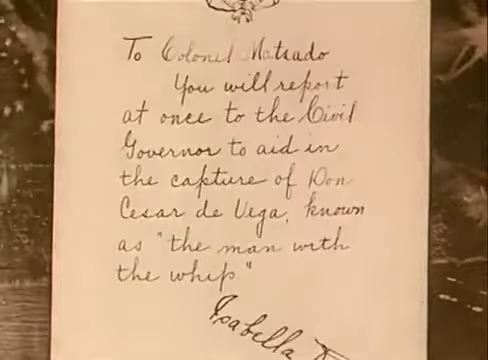 To Colonel Matsado
You will report
at once to the Civil
Governor to aid in
the capture of Don
Cesar de Vega, known
as "the man with
the whip"
Isabella